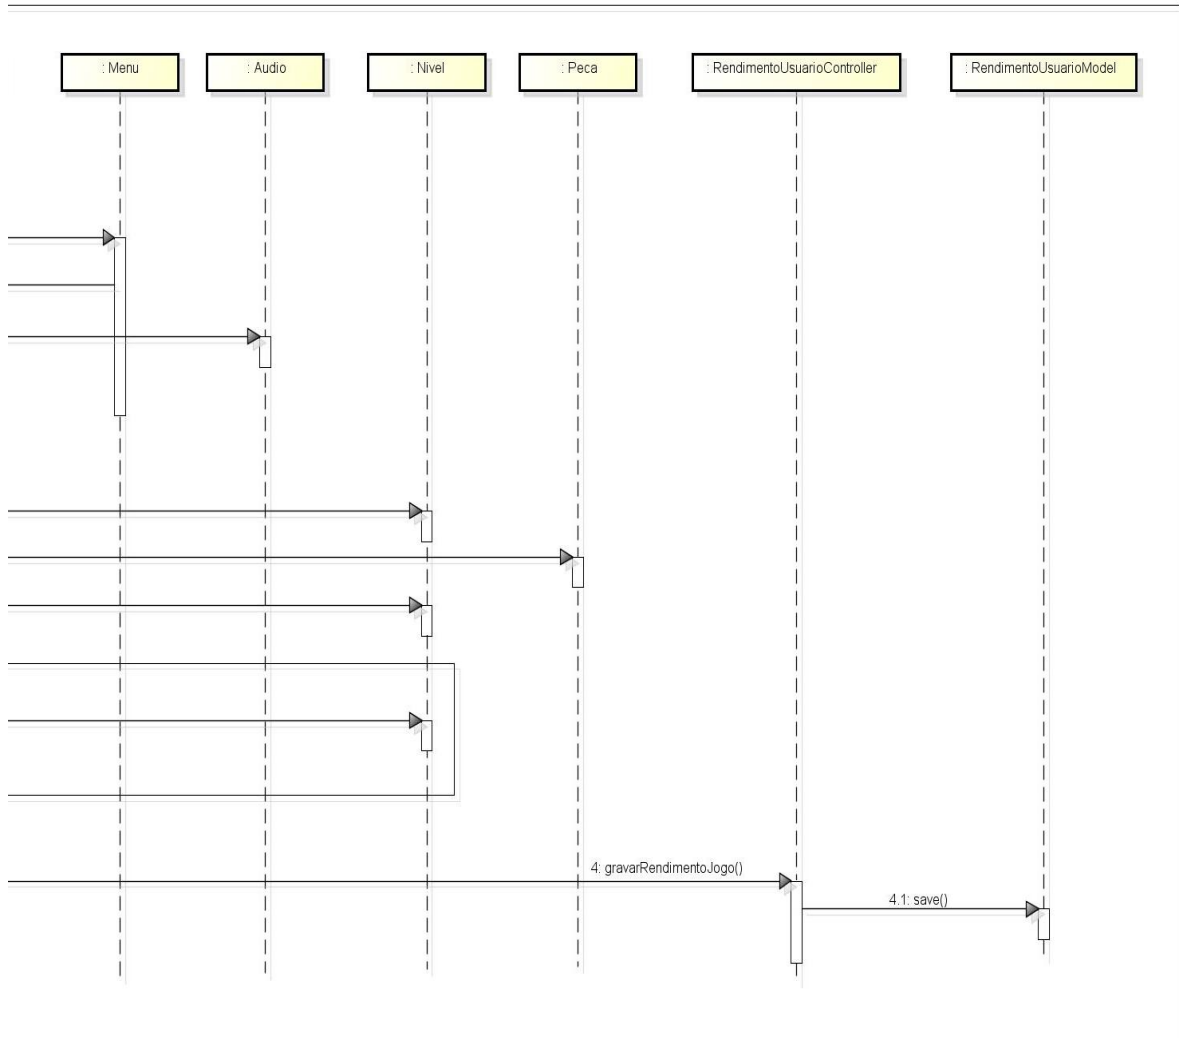 : Menu
: Audio
: Nivel
: Peca
: RendimentoUsuarioController
: RendimentoUsuarioModel
4: gravarRendimentoJogo()
4.1: save()